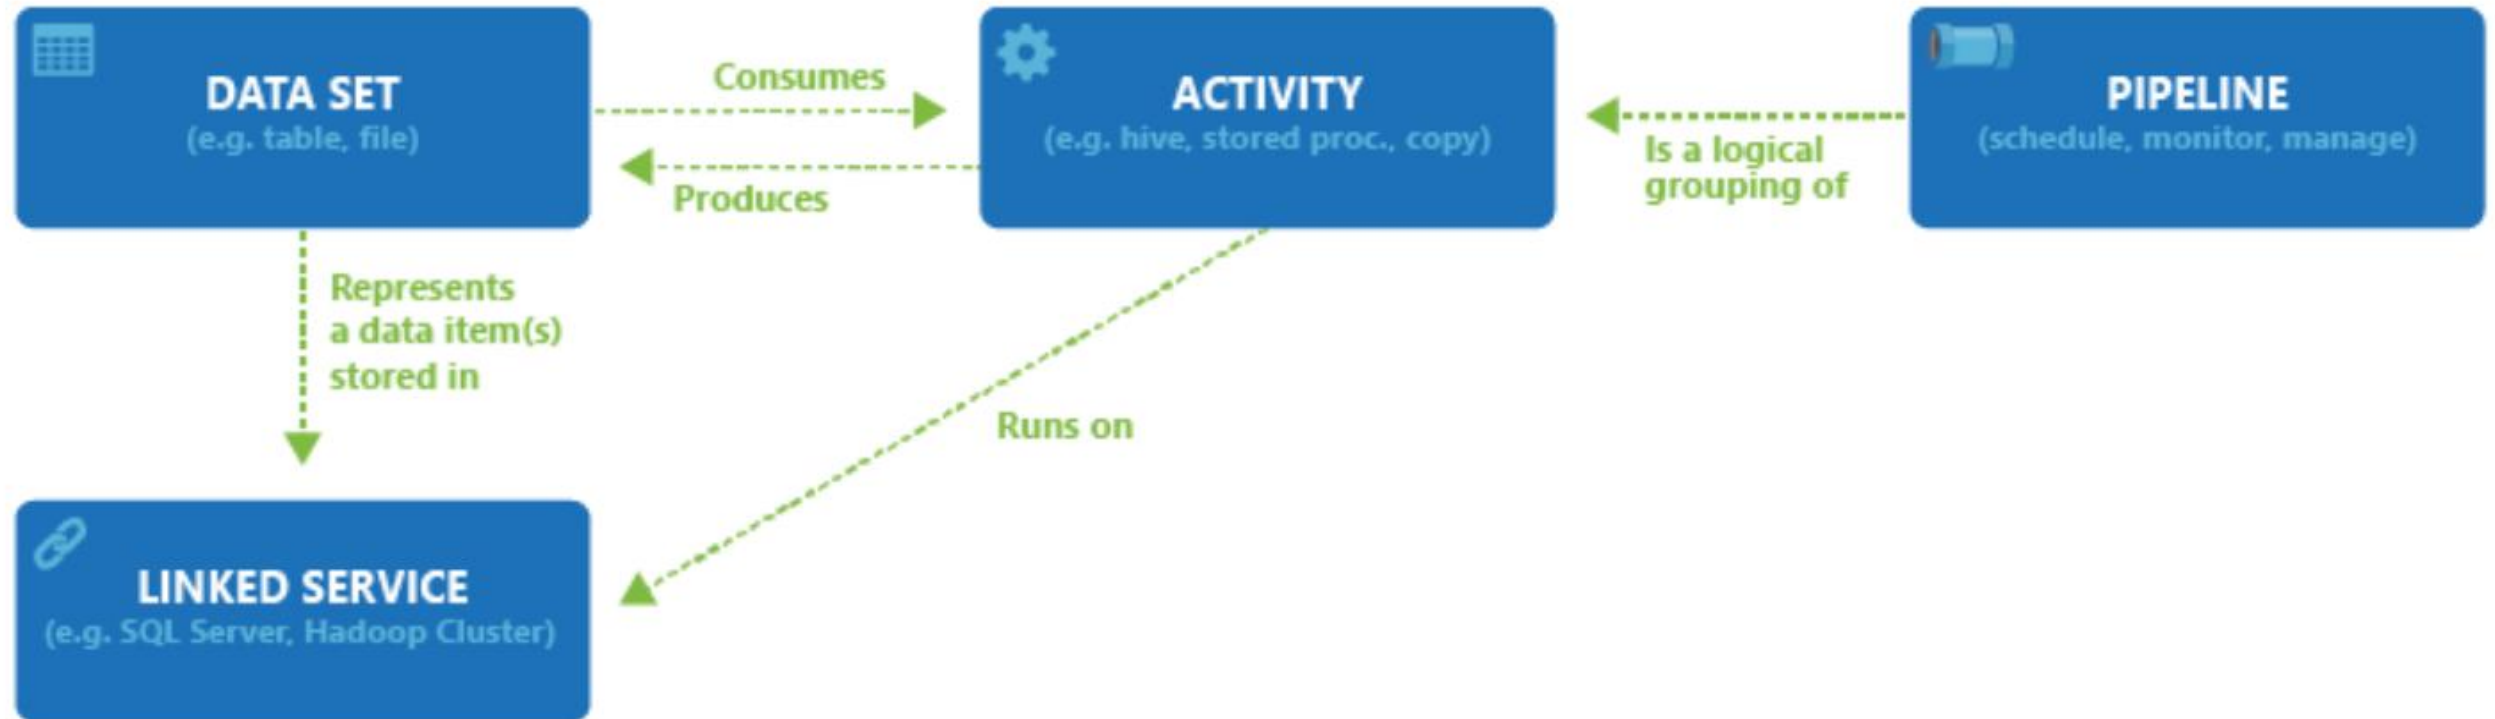 DATA SET
(e.g. table, file)
Consumes
Produces
ACTIVITY
(e.g. hive, stored proc., copy)
Is a logical
grouping of
PIPELINE
(schedule, monitor, manage)
Represents
a data item(s)
stored in
Runs on
LINKED SERVICE
(e.g. SQL Server, Hadoop Cluster)